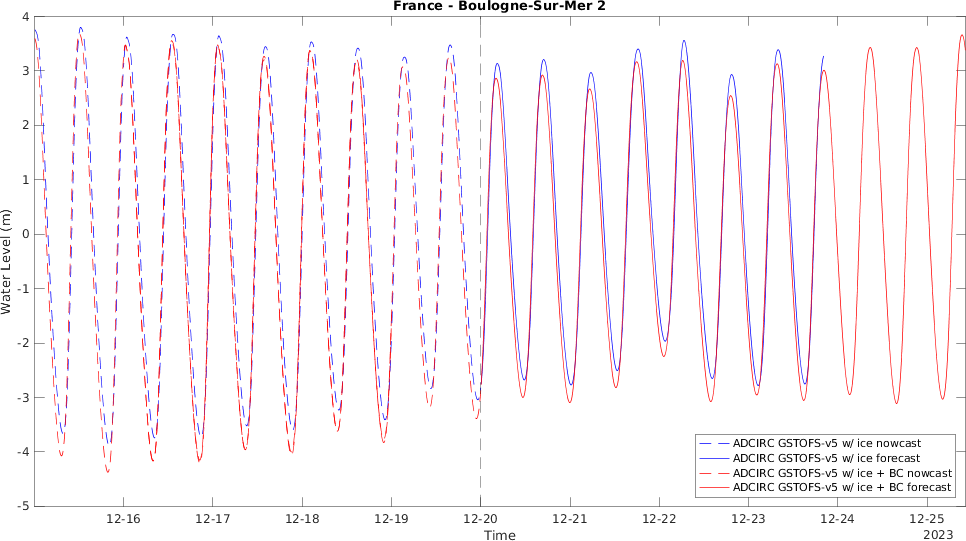 France - Boulogne-Sur-Mer 2
4
3
2
1
0
-1
-2
-3
-4
-5
Water Level (m)
ADCIRC GSTOFS-v5 w/ ice nowcast
ADCIRC GSTOFS-v5 w/ ice forecast
ADCIRC GSTOFS-v5 w/ ice + BC nowcast
ADCIRC GSTOFS-v5 w/ ice + BC forecast
12-16 12-17 12-18 12-19 12-20 12-21 12-22 12-23 12-24 12-25
Time
2023